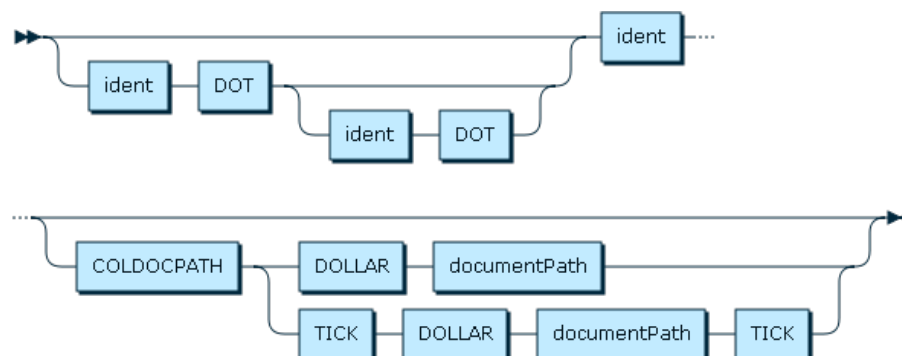 ident
ident DOT
ident DOT
COLDOCPATH DOLLAR documentPath
TICK DOLLAR documentPath TICK